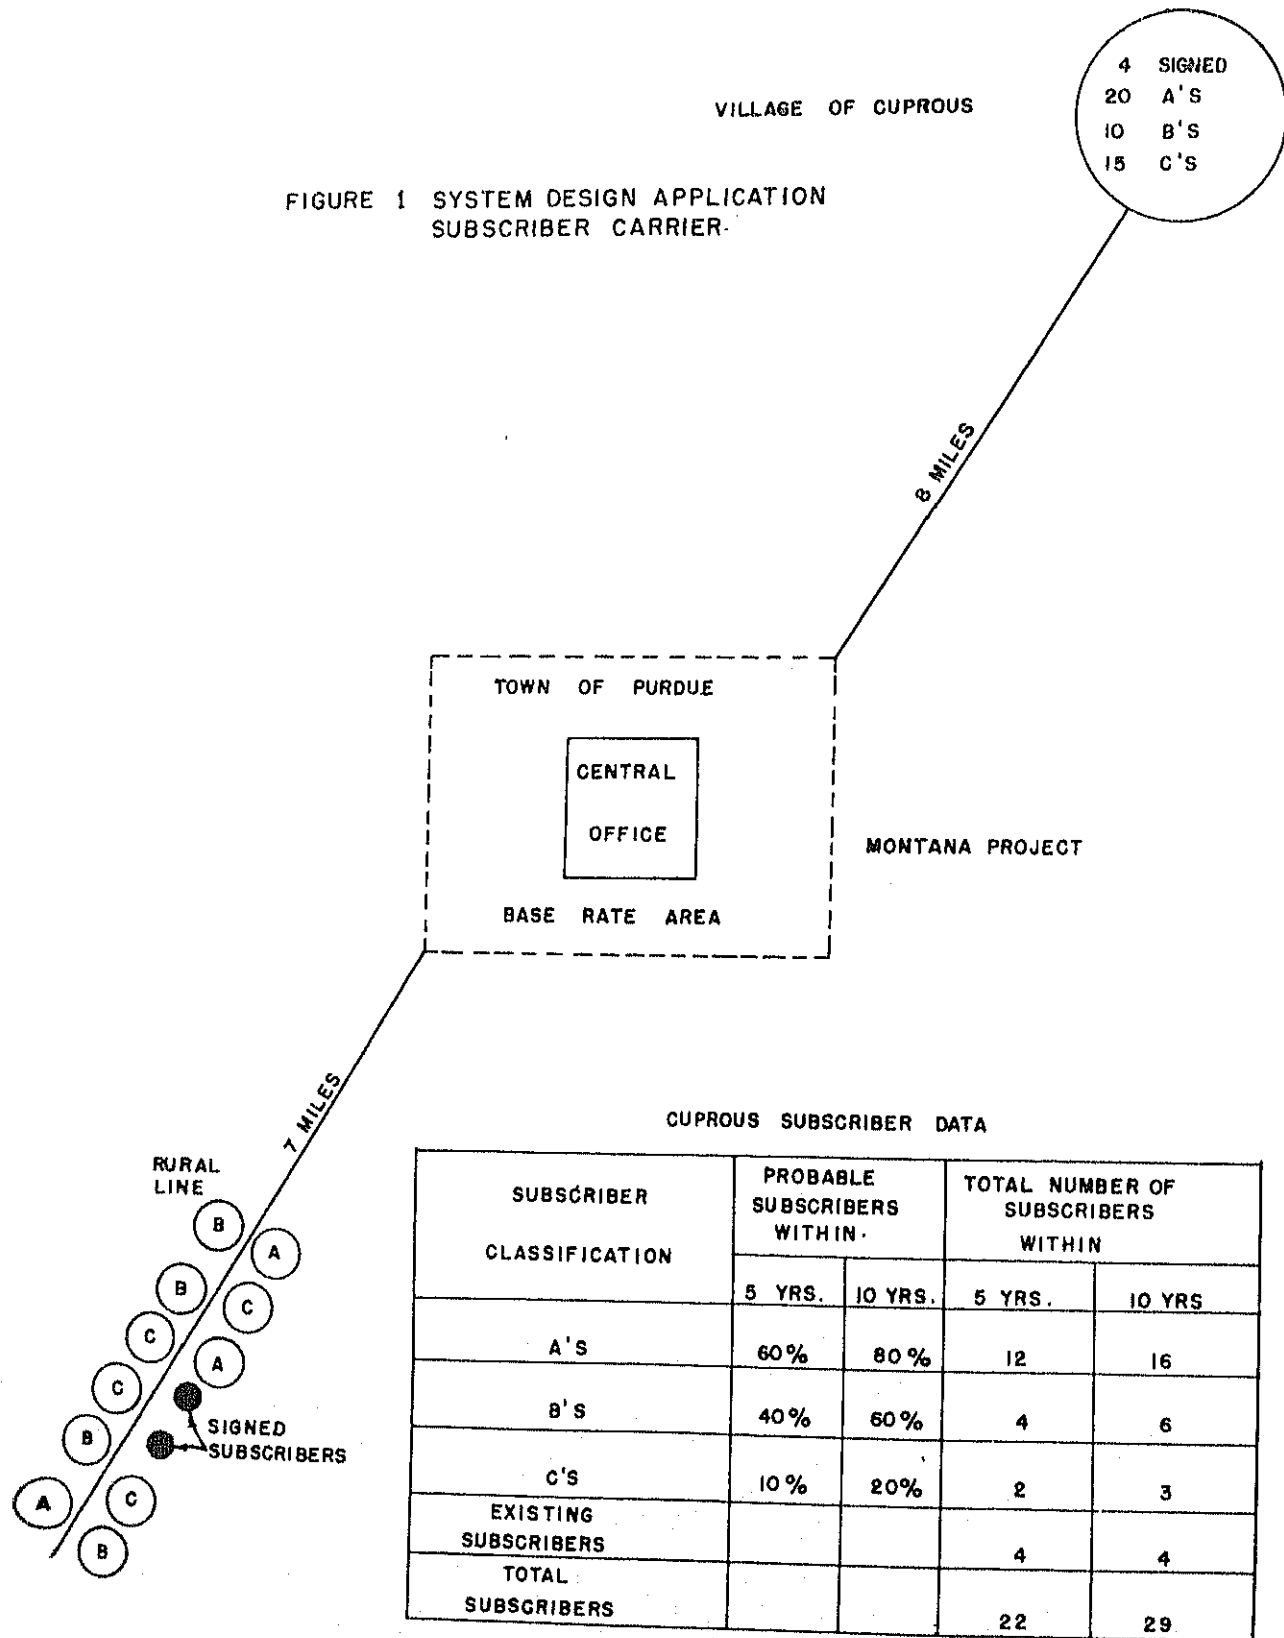 4 SIGNED
20 A'S
10 B'S
15 C'S
VILLAGE OF CUPROUS
FIGURE 1 SYSTEM DESIGN APPLICATION
SUBSCRIBER CARRIER.
8 MILES
TOWN OF PURDUE
CENTRAL
OFFICE
BASE RATE AREA
MONTANA PROJECT
7 MILES
RURAL
LINE
B
A
B
C
C
A
C
B
SIGNED
SUBSCRIBERS
A
C
B
CUPROUS SUBSCRIBER DATA
SUBSCRIBER
CLASSIFICATION
PROBABLE
SUBSCRIBERS
WITHIN.
TOTAL NUMBER OF
SUBSCRIBERS
WITHIN
5 YRS. 10 YRS. 5 YRS. 10 YRS
A'S 60% 80% 12 16
B'S 40% 60% 4 6
C'S 10% 20% 2 3
EXISTING
SUBSCRIBERS 4 4
TOTAL
SUBSCRIBERS 22 29